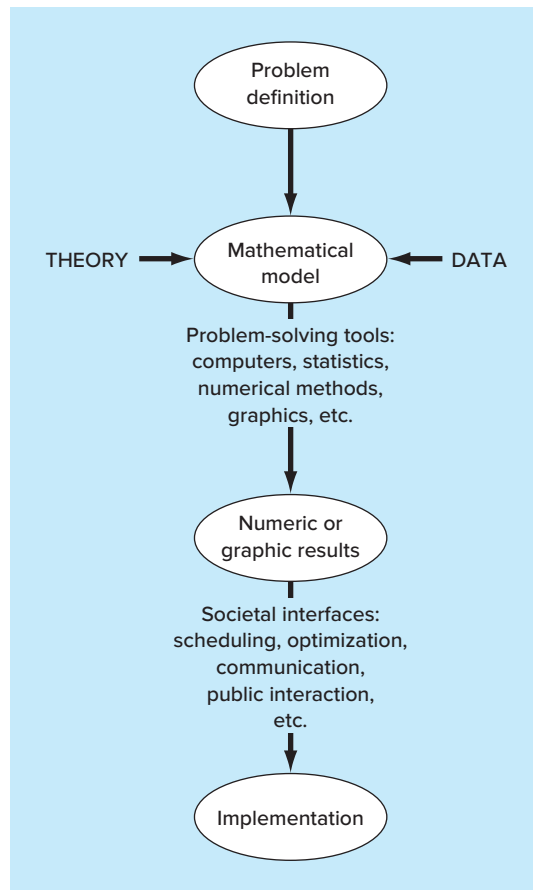 Problem
definition
THEORY
Mathematical
model
DATA
Problem-solving tools:
computers, statistics,
numerical methods,
graphics, etc.
Numeric or
graphic results
Societal interfaces:
scheduling, optimization,
communication,
public interaction,
etc.
Implementation